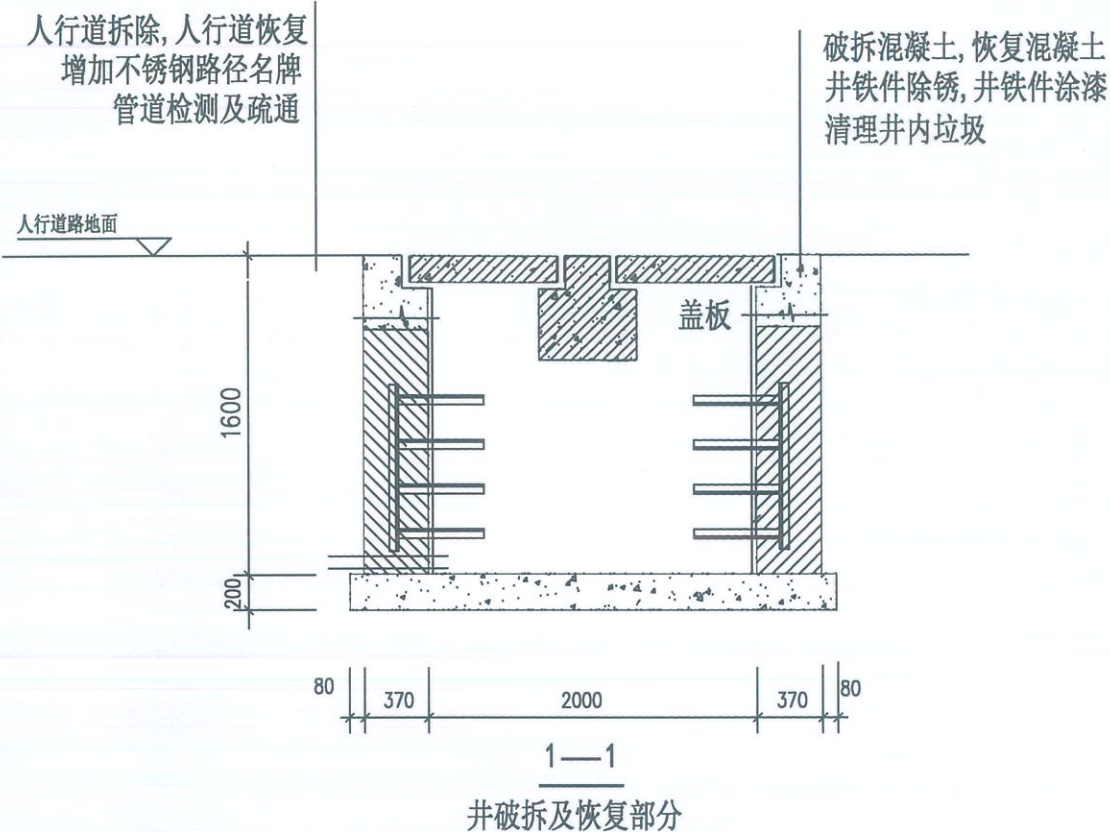 人行道拆除, 人行道恢复
增加不锈钢路径名牌
管道检测及疏通
破拆混凝土, 恢复混凝土
井铁件除锈, 井铁件涂漆
清理井内垃圾
人行道路地面
盖板
1600
200
80
370
2000
370
80
1—1
井破拆及恢复部分